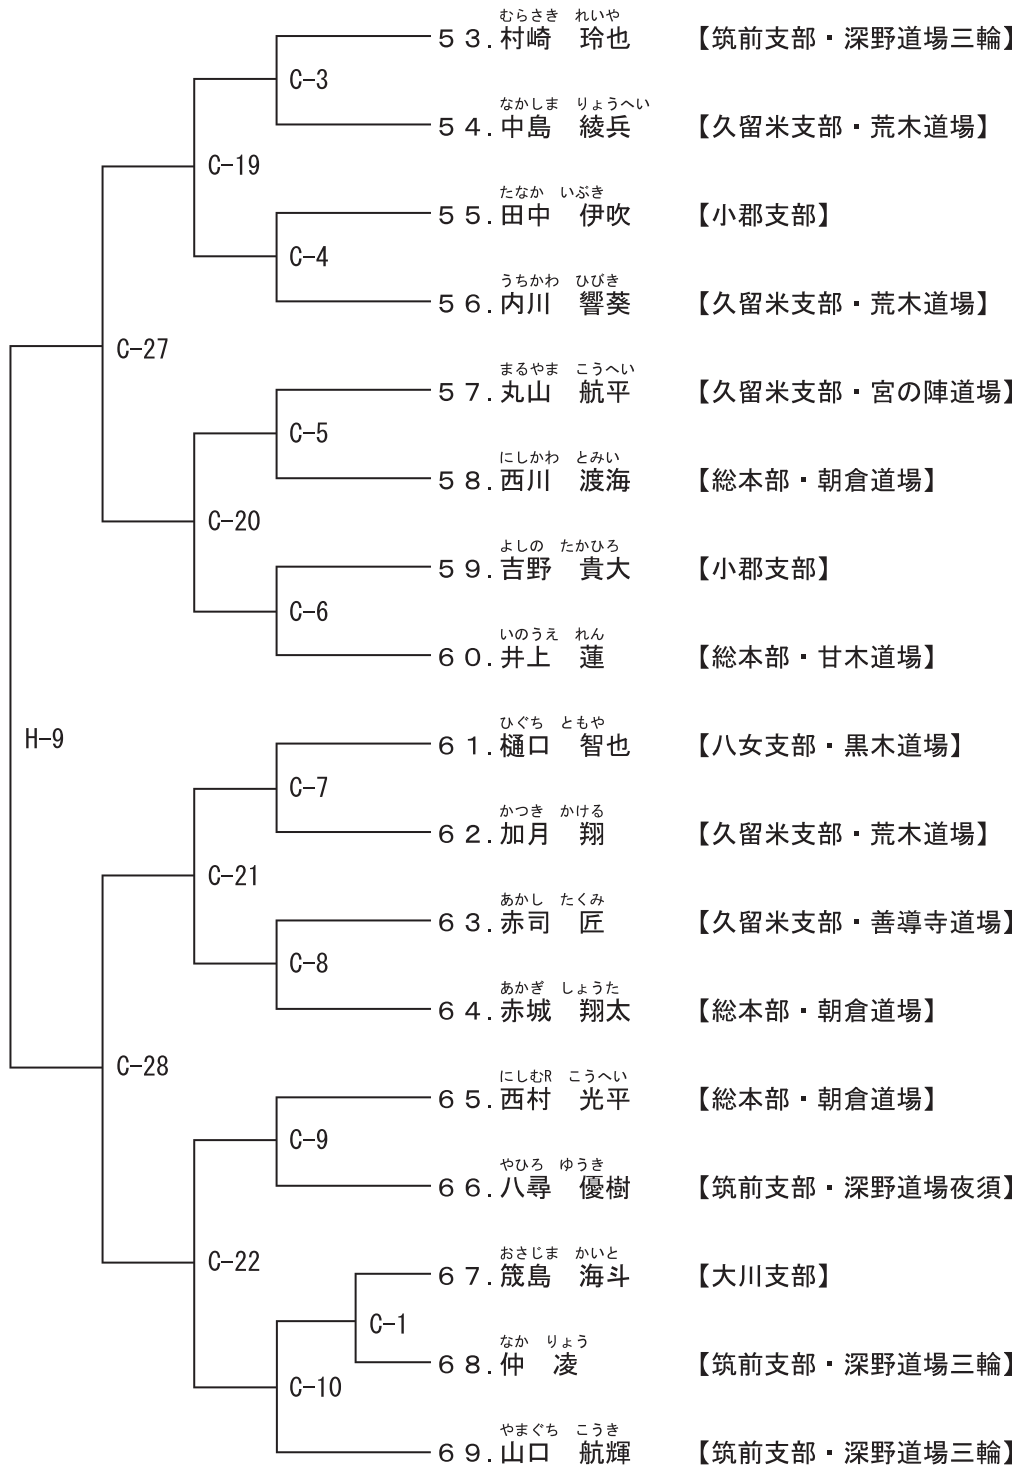 むらさき　れいや
５３.村崎　玲也　【筑前支部・深野道場三輪】
C-3
なかしま　りょうへい
５４.中島　綾兵　【久留米支部・荒木道場】
C-19
たなか　いぶき
５５.田中　伊吹　【小郡支部】
C-4
うちかわ　ひびき
５６.内川　響葵　【久留米支部・荒木道場】
C-27
まるやま　こうへい
５７.丸山　航平　【久留米支部・宮の陣道場】
C-5
にしかわ　とみい
５８.西川　渡海　【総本部・朝倉道場】
C-20
よしの　たかひろ
５９.吉野　貴大　【小郡支部】
C-6
いのうえ　れん
６０.井上　蓮　【総本部・甘木道場】
H-9
ひぐち　ともや
６１.樋口　智也　【八女支部・黒木道場】
C-7
かつき　かける
６２.加月　翔　【久留米支部・荒木道場】
C-21
あかし　たくみ
６３.赤司　匠　【久留米支部・善導寺道場】
C-8
あかぎ　しょうた
６４.赤城　翔太　【総本部・朝倉道場】
C-28
にしむR　こうへい
６５.西村　光平　【総本部・朝倉道場】
C-9
やひろ　ゆうき
６６.八尋　優樹　【筑前支部・深野道場夜須】
C-22
おさじま　かいと
６７.筬島　海斗　【大川支部】
C-1
なか　りょう
６８.仲　凌　【筑前支部・深野道場三輪】
C-10
やまぐち　こうき
６９.山口　航輝　【筑前支部・深野道場三輪】